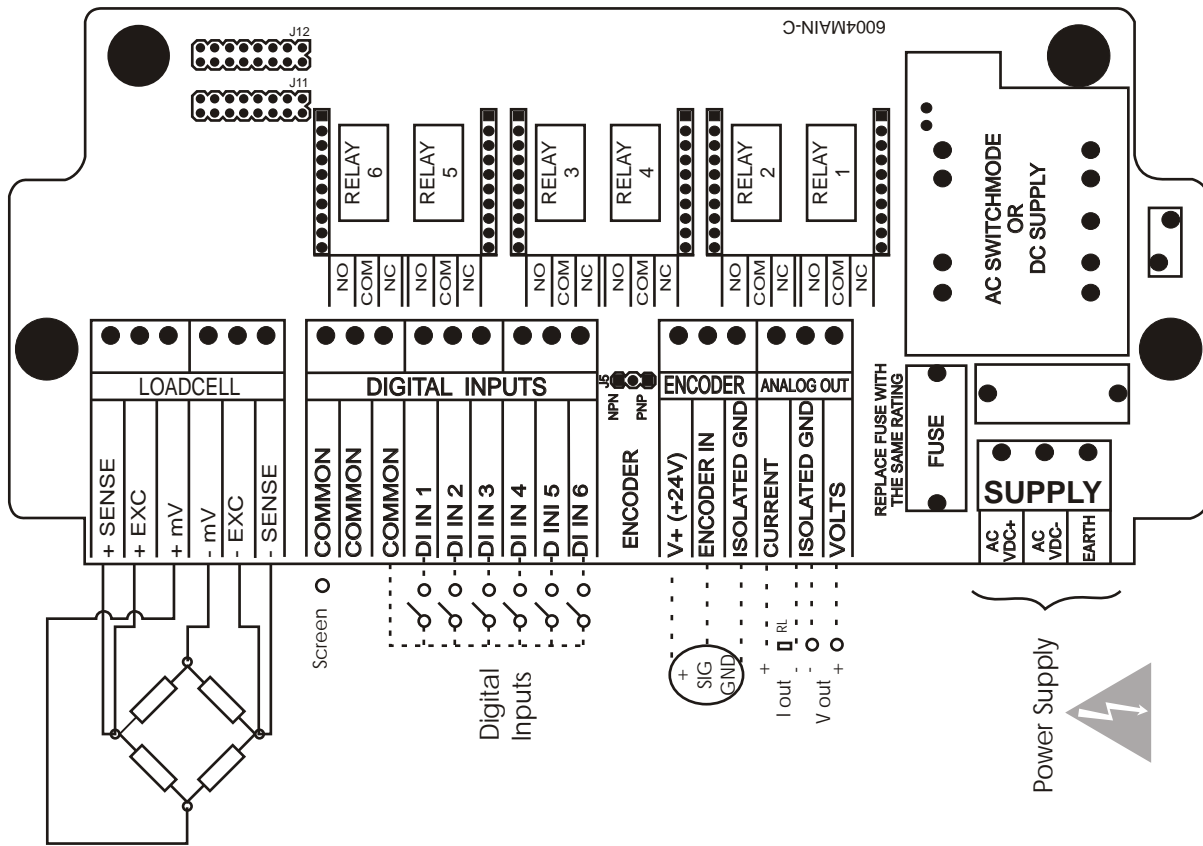 J12
J11
6004MAIN-C
RELAY
6
RELAY
5
RELAY
3
RELAY
4
RELAY
2
RELAY
1
NO
COM
NC
NO
COM
NC
NO
COM
NC
NO
COM
NC
NO
COM
NC
NO
COM
NC
AC SWITCHMODE
OR
DC SUPPLY
LOADCELL
+ SENSE
+ EXC
+ mV
- mV
- EXC
- SENSE
DIGITAL INPUTS
COMMON
COMMON
COMMON
DI IN 1
DI IN 2
DI IN 3
DI IN 4
D INI 5
DI IN 6
J5
NPN
PNP
ENCODER
ENCODER
V+ (+24V)
ENCODER IN
ISOLATED GND
ANALOG OUT
CURRENT
ISOLATED GND
VOLTS
REPLACE FUSE WITH
THE SAME RATING
FUSE
SUPPLY
AC
VDC+
AC
VDC-
EARTH
Screen
Digital
Inputs
+
SIG
GND
+
RL
-
I out
-
+
V out
Power Supply